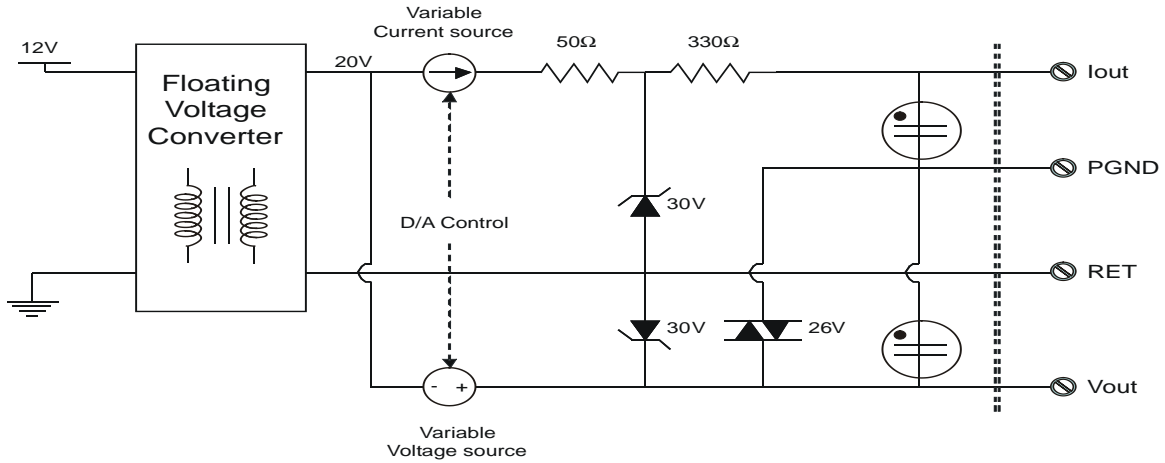 Variable
Current source
12V
20V
50Ω
330Ω
Iout
Floating
Voltage
Converter
PGND
30V
D/A Control
RET
30V
26V
- +
Vout
Variable
Voltage source